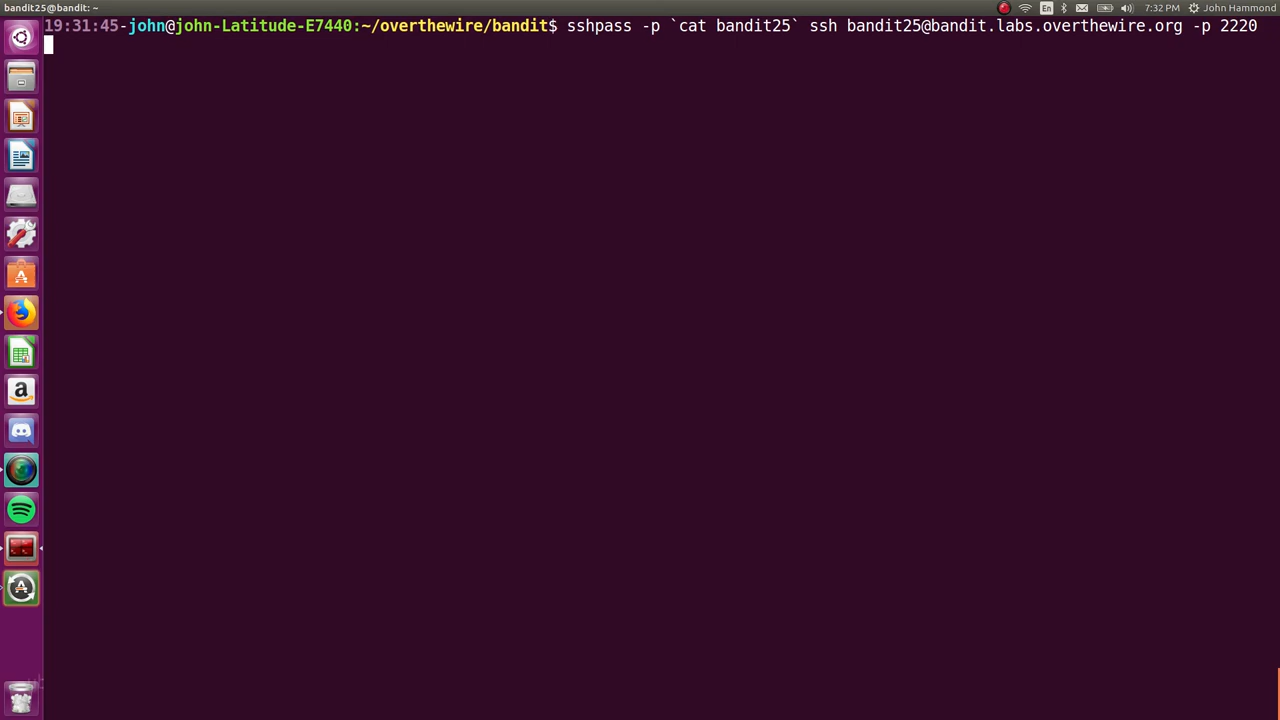 bandit25@bandit: ~
En
7:32 PM
John Hammond
19:31:45-john@john-Latitude-E7440:~/overthewire/bandit$ sshpass -p `cat bandit25` ssh bandit25@bandit.labs.overthewire.org -p 2220